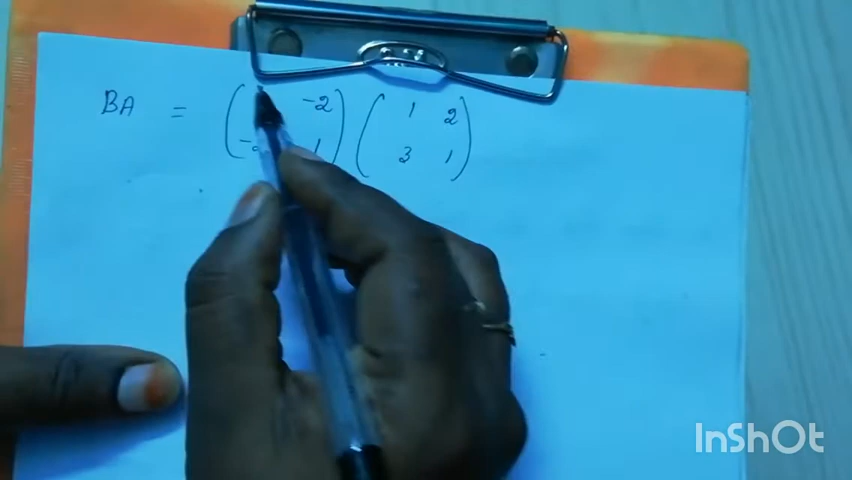 BA = ( -2 ) ( 1 2 )
( - 1 ) ( 3 1 )
InShOt